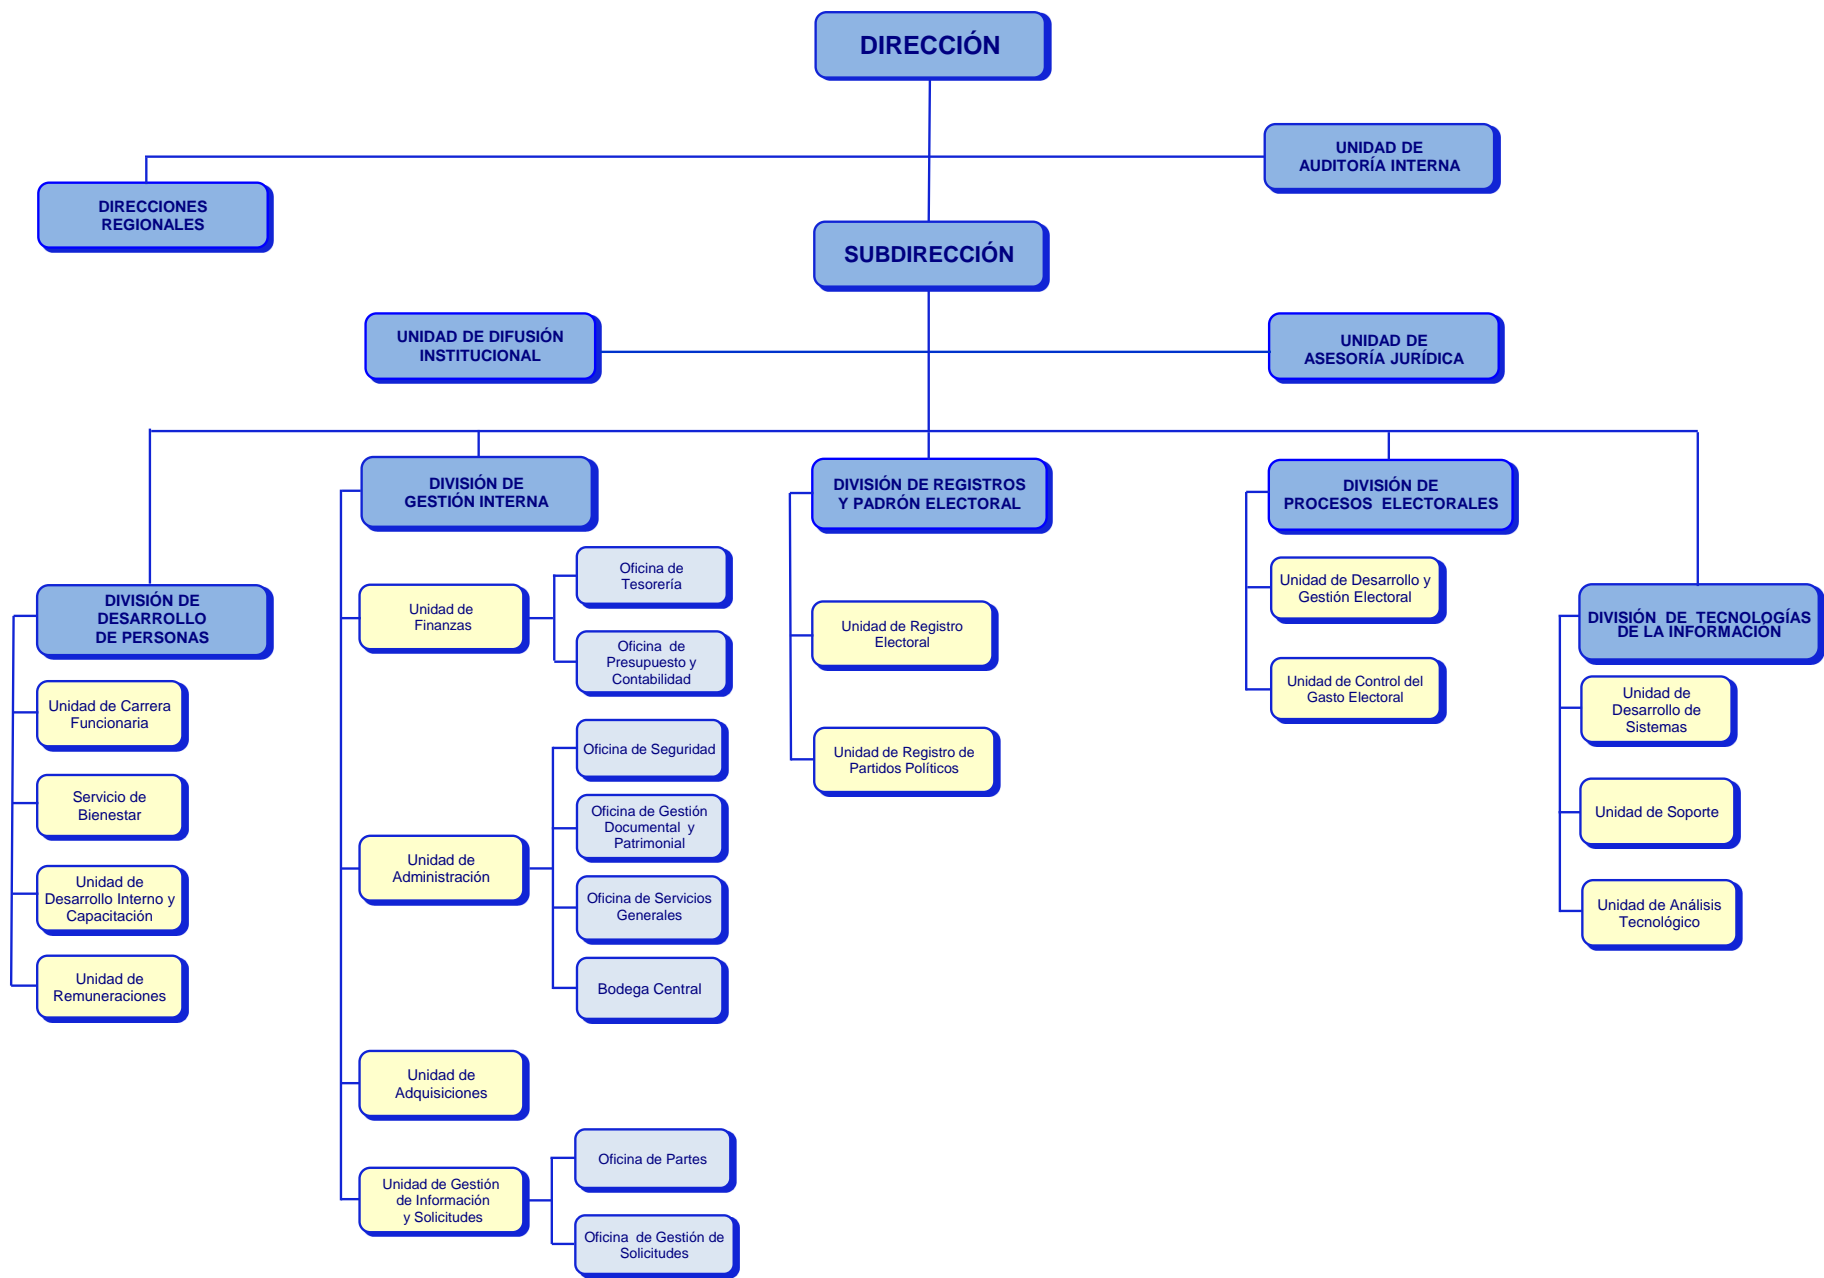 DIRECCIÓN
UNIDAD DE
AUDITORÍA INTERNA
DIRECCIONES
REGIONALES
SUBDIRECCIÓN
UNIDAD DE DIFUSIÓN
INSTITUCIONAL
UNIDAD DE
ASESORÍA JURÍDICA
DIVISIÓN DE
DESARROLLO
DE PERSONAS
Unidad de Carrera
Funcionaria
Servicio de
Bienestar
Unidad de
Desarrollo Interno y
Capacitación
Unidad de
Remuneraciones
DIVISIÓN DE
GESTIÓN INTERNA
Unidad de
Finanzas
Oficina de
Tesorería
Oficina de
Presupuesto y
Contabilidad
Unidad de
Administración
Oficina de Seguridad
Oficina de Gestión
Documental y
Patrimonial
Oficina de Servicios
Generales
Bodega Central
Unidad de
Adquisiciones
Unidad de Gestión
de Información
y Solicitudes
Oficina de Partes
Oficina de Gestión de
Solicitudes
DIVISIÓN DE REGISTROS
Y PADRÓN ELECTORAL
Unidad de Registro
Electoral
Unidad de Registro de
Partidos Políticos
DIVISIÓN DE
PROCESOS ELECTORALES
Unidad de Desarrollo y
Gestión Electoral
Unidad de Control del
Gasto Electoral
DIVISIÓN DE TECNOLOGÍAS
DE LA INFORMACIÓN
Unidad de
Desarrollo de
Sistemas
Unidad de Soporte
Unidad de Análisis
Tecnológico